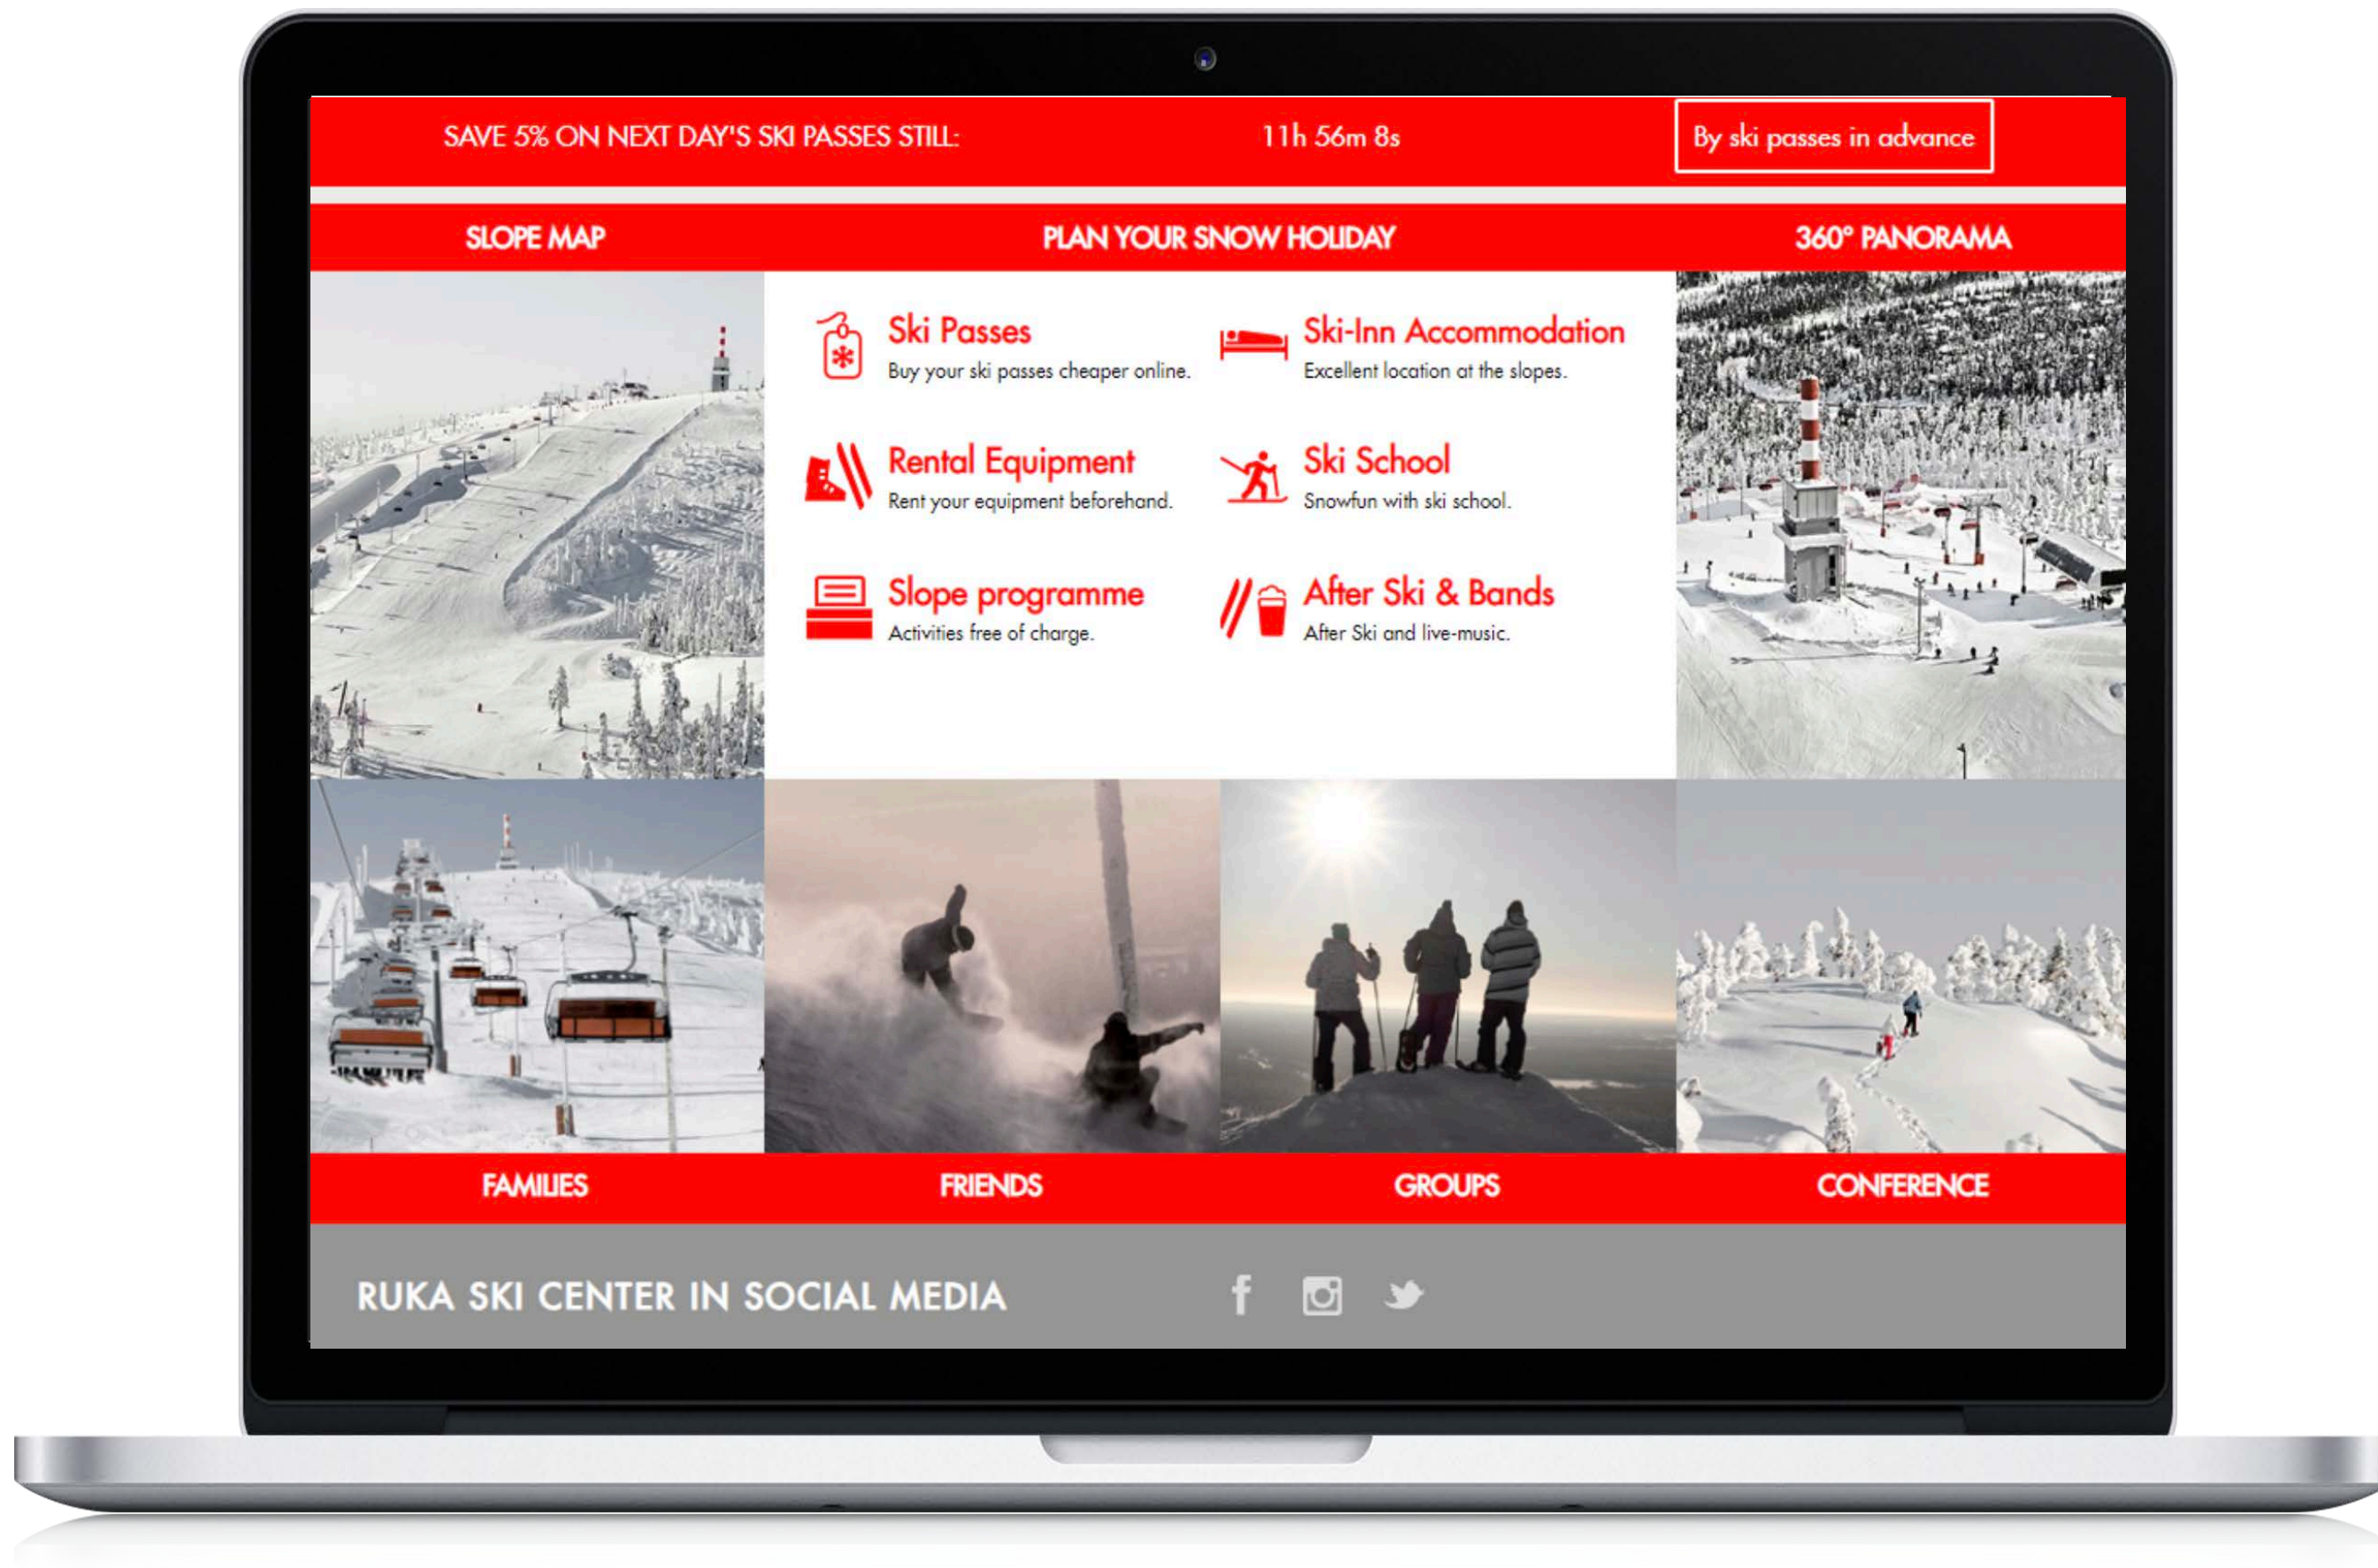 SAVE 5% ON NEXT DAY'S SKI PASSES STILL:
11h 56m 8s
By ski passes in advance
SLOPE MAP
PLAN YOUR SNOW HOLIDAY
360° PANORAMA
Ski Passes
Buy your ski passes cheaper online.
Ski-Inn Accommodation
Excellent location at the slopes.
Rental Equipment
Rent your equipment beforehand.
Ski School
Snowfun with ski school.
Slope programme
Activities free of charge.
After Ski & Bands
After Ski and live-music.
FAMILIES
FRIENDS
GROUPS
CONFERENCE
RUKA SKI CENTER IN SOCIAL MEDIA